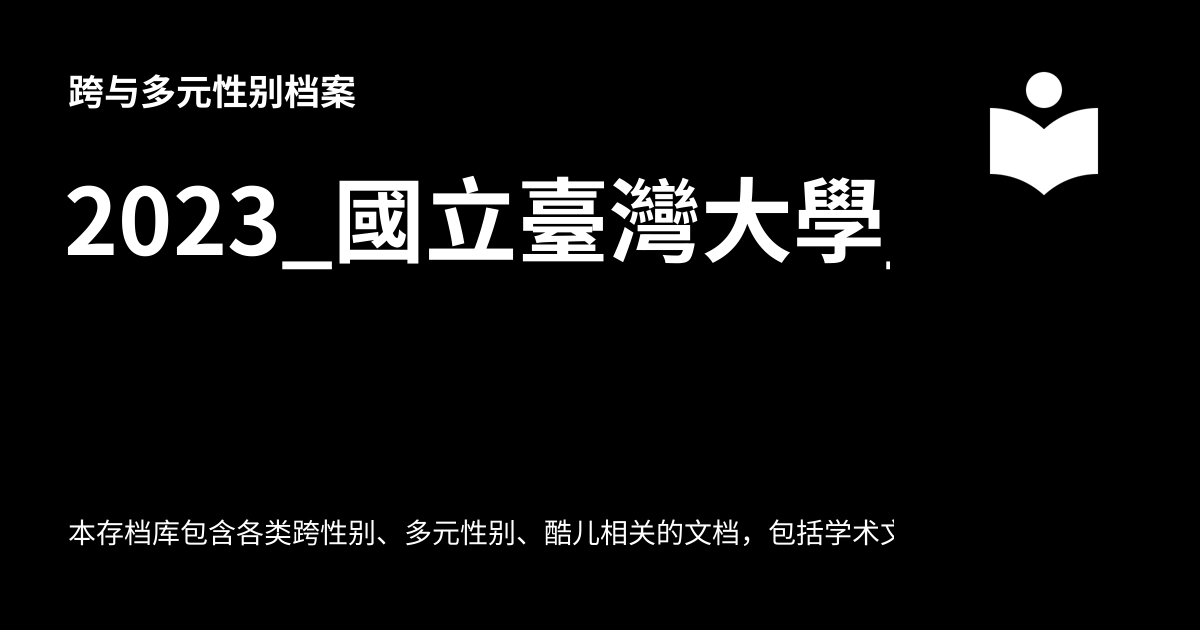 跨与多元性别档案
2023_國立臺灣大學_
本存档库包含各类跨性别、多元性别、酷儿相关的文档，包括学术文